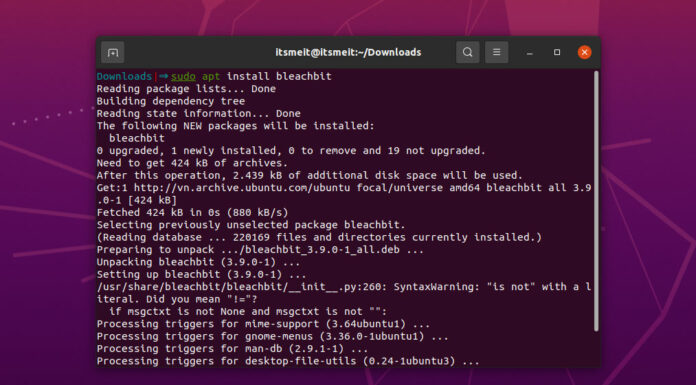 itsmeit@itsmeit:~/Downloads
Downloads|⇒ sudo apt install bleachbit
Reading package lists... Done
Building dependency tree
Reading state information... Done
The following NEW packages will be installed:
bleachbit
0 upgraded, 1 newly installed, 0 to remove and 19 not upgraded.
Need to get 424 kB of archives.
After this operation, 2.439 kB of additional disk space will be used.
Get:1 http://vn.archive.ubuntu.com/ubuntu focal/universe amd64 bleachbit all 3.9
.0-1 [424 kB]
Fetched 424 kB in 0s (880 kB/s)
Selecting previously unselected package bleachbit.
(Reading database ... 220169 files and directories currently installed.)
Preparing to unpack .../bleachbit_3.9.0-1_all.deb ...
Unpacking bleachbit (3.9.0-1) ...
Setting up bleachbit (3.9.0-1) ...
/usr/share/bleachbit/bleachbit/__init__.py:260: SyntaxWarning: "is not" with a l
iteral. Did you mean "!="?
if msgctxt is not None and msgctxt is not "":
Processing triggers for mime-support (3.64ubuntu1) ...
Processing triggers for gnome-menus (3.36.0-1ubuntu1) ...
Processing triggers for man-db (2.9.1-1) ...
Processing triggers for desktop-file-utils (0.24-1ubuntu3) ...